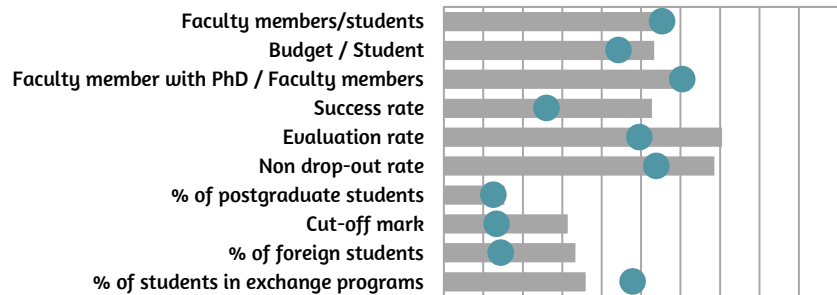 Faculty members/students
Budget / Student
Faculty member with PhD / Faculty members
Success rate
Evaluation rate
Non drop-out rate
% of postgraduate students
Cut-off mark
% of foreign students
% of students in exchange programs